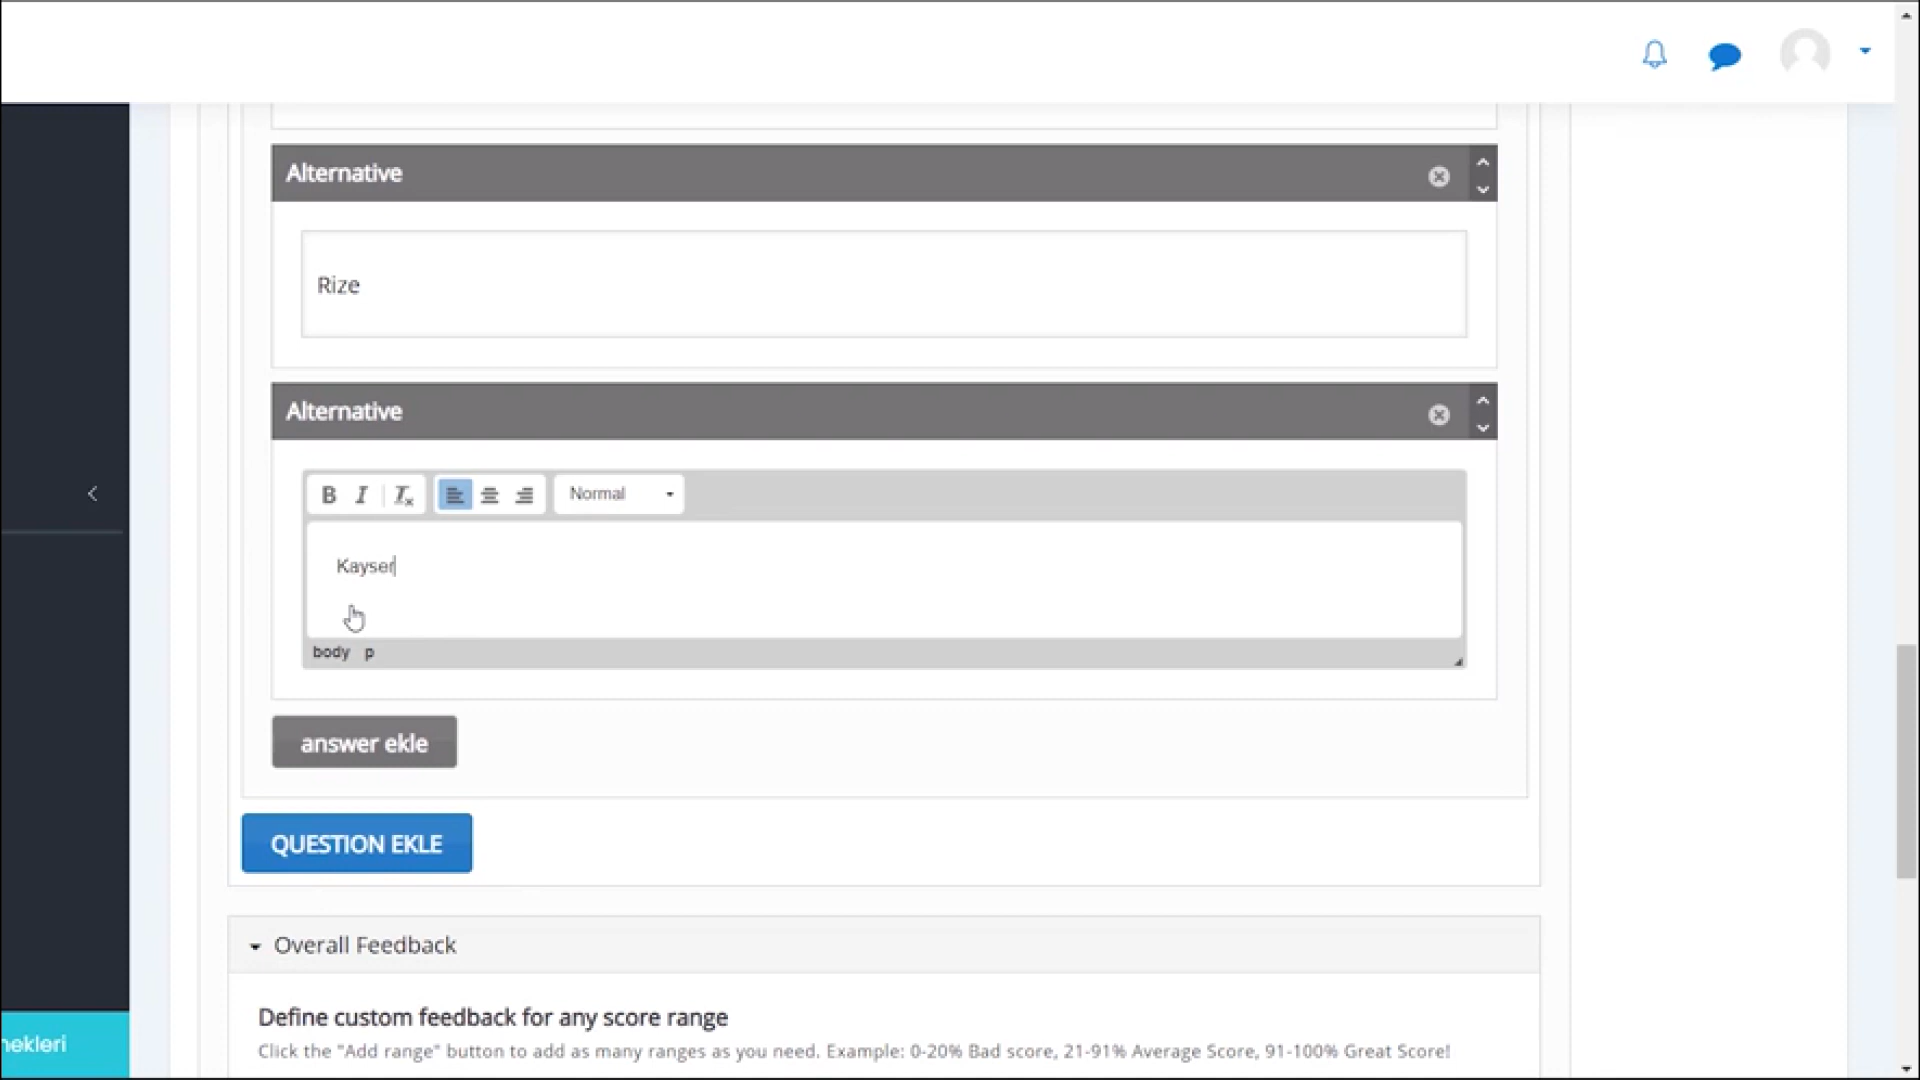 Alternative
Rize
Alternative
B I Tx Normal
Kayser
body p
answer ekle
QUESTION EKLE
Overall Feedback
Define custom feedback for any score range
Click the "Add range" button to add as many ranges as you need. Example: 0-20% Bad score, 21-91% Average Score, 91-100% Great Score!
nekleri